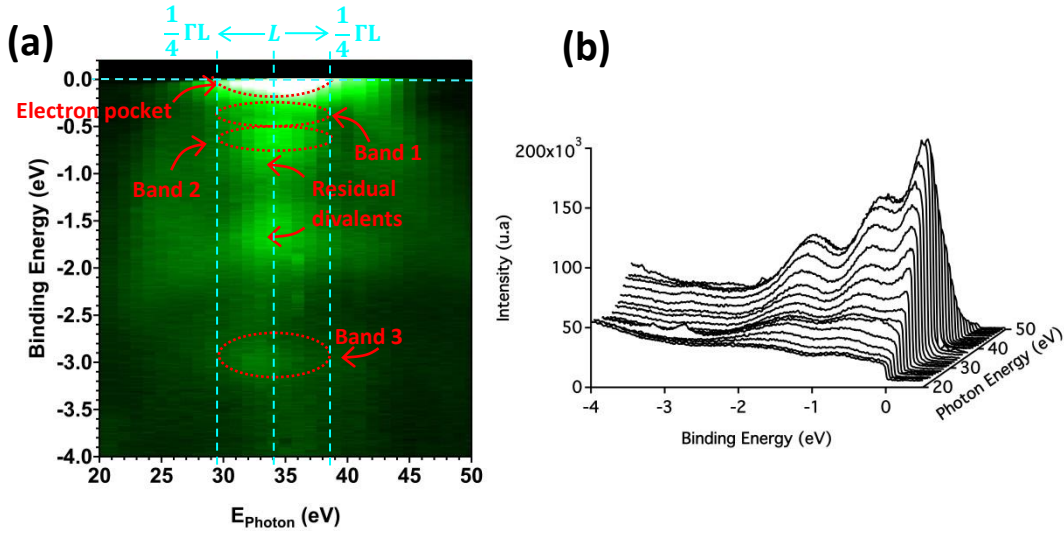 (a)
1/4 ΓL ← L → 1/4 ΓL
0.0
-0.5
-1.0
-1.5
-2.0
-2.5
-3.0
-3.5
-4.0
Binding Energy (eV)
Electron pocket
Band 1
Band 2
Residual
divalents
Band 3
20 25 30 35 40 45 50
E_Photon (eV)
(b)
200x10³
150
100
50
0
Intensity (u.a)
-4 -3 -2 -1 0
Binding Energy (eV)
20 30 40 50
Photon Energy (eV)